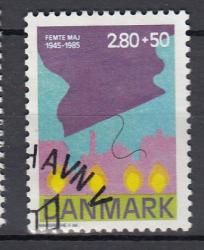 FEMTE MAJ
1945-1985
2.80+50
HAVN V
DANMARK